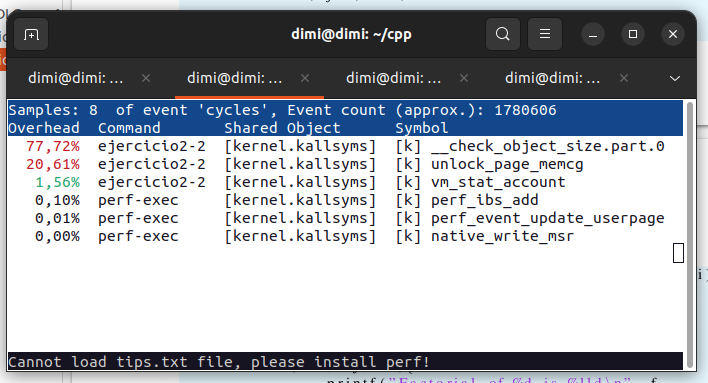 dimi@dimi: ~/cpp
dimi@dimi: ... dimi@dimi: ... dimi@dimi: ... dimi@dimi: ...
Samples: 8 of event 'cycles', Event count (approx.): 1780606
Overhead Command Shared Object Symbol
77,72% ejercicio2-2 [kernel.kallsyms] [k] __check_object_size.part.0
20,61% ejercicio2-2 [kernel.kallsyms] [k] unlock_page_memcg
1,56% ejercicio2-2 [kernel.kallsyms] [k] vm_stat_account
0,10% perf-exec [kernel.kallsyms] [k] perf_ibs_add
0,01% perf-exec [kernel.kallsyms] [k] perf_event_update_userpage
0,00% perf-exec [kernel.kallsyms] [k] native_write_msr
Cannot load tips.txt file, please install perf!